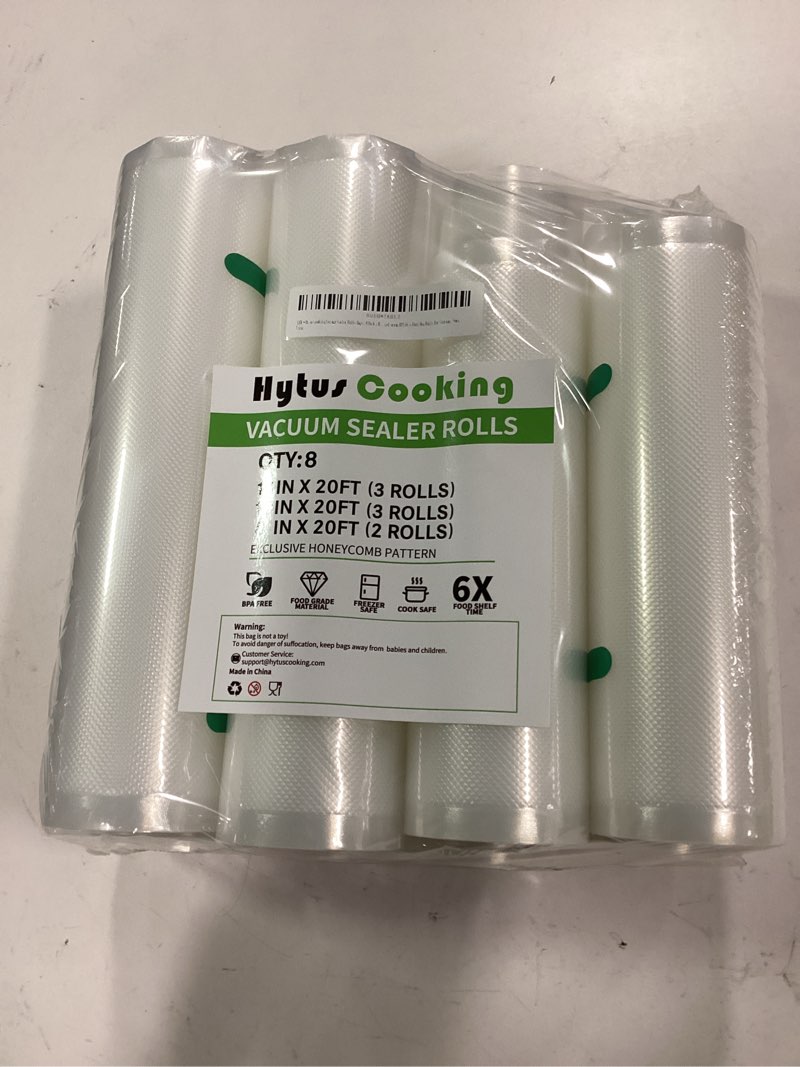 Hytus Cooking
VACUUM SEALER ROLLS
QTY:8
IN X 20FT (3 ROLLS)
IN X 20FT (3 ROLLS)
IN X 20FT (2 ROLLS)
EXCLUSIVE HONEYCOMB PATTERN
BPA FREE
FOOD GRADE
MATERIAL
FREEZER
SAFE
COOK SAFE
6X
FOOD SHELF
TIME
Warning:
This bag is not a toy!
To avoid danger of suffocation, keep bags away from babies and children.
Customer Service:
support@hytuscooking.com
Made in China